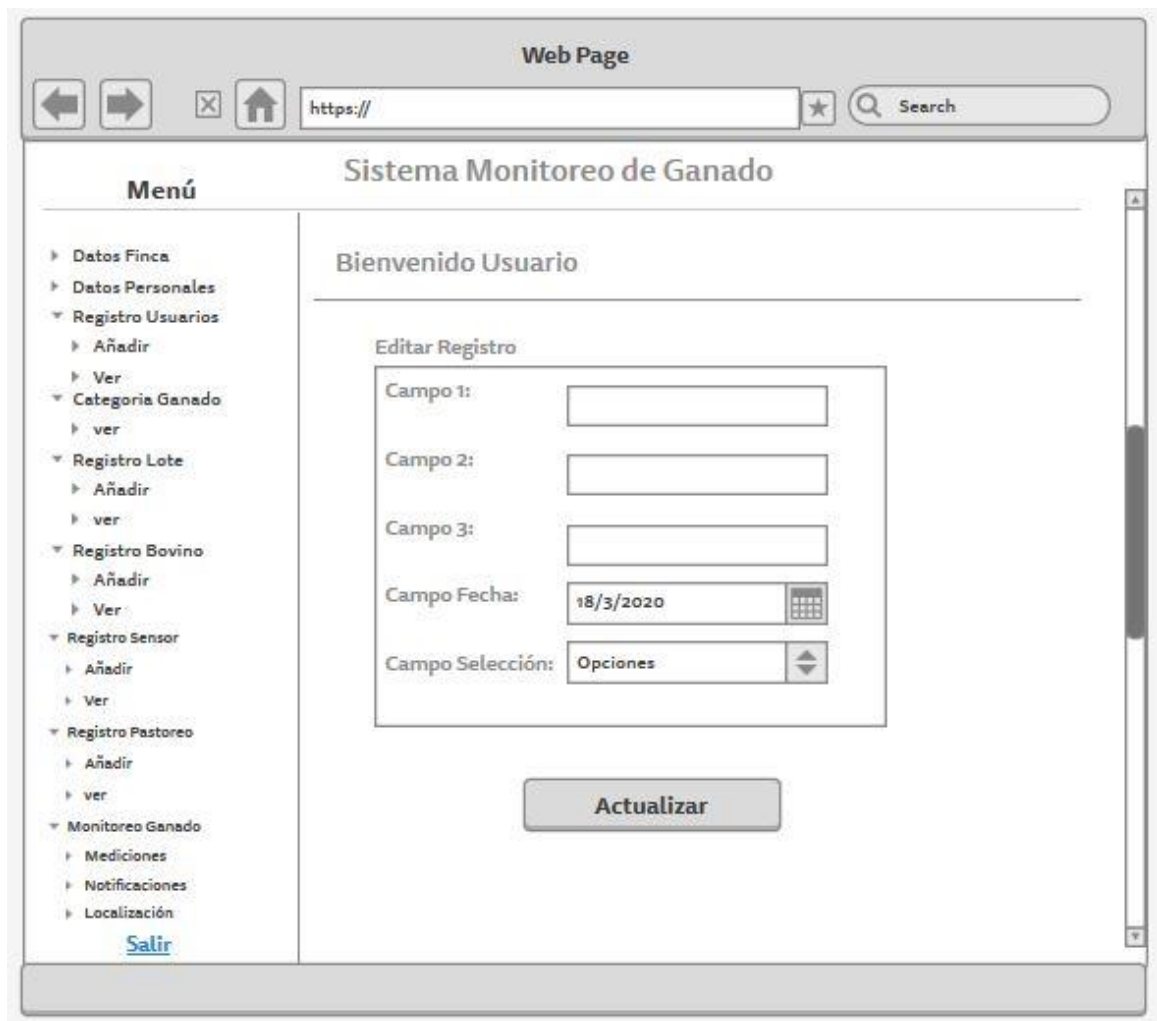 Web Page
https://
Search
Sistema Monitoreo de Ganado
Menú
Datos Finca
Datos Personales
Registro Usuarios
Añadir
Ver
Categoria Ganado
ver
Registro Lote
Añadir
ver
Registro Bovino
Añadir
Ver
Registro Sensor
Añadir
Ver
Registro Pastoreo
Añadir
ver
Monitoreo Ganado
Mediciones
Notificaciones
Localización
Salir
Bienvenido Usuario
Editar Registro
Campo 1:
Campo 2:
Campo 3:
Campo Fecha: 18/3/2020
Campo Selección: Opciones
Actualizar